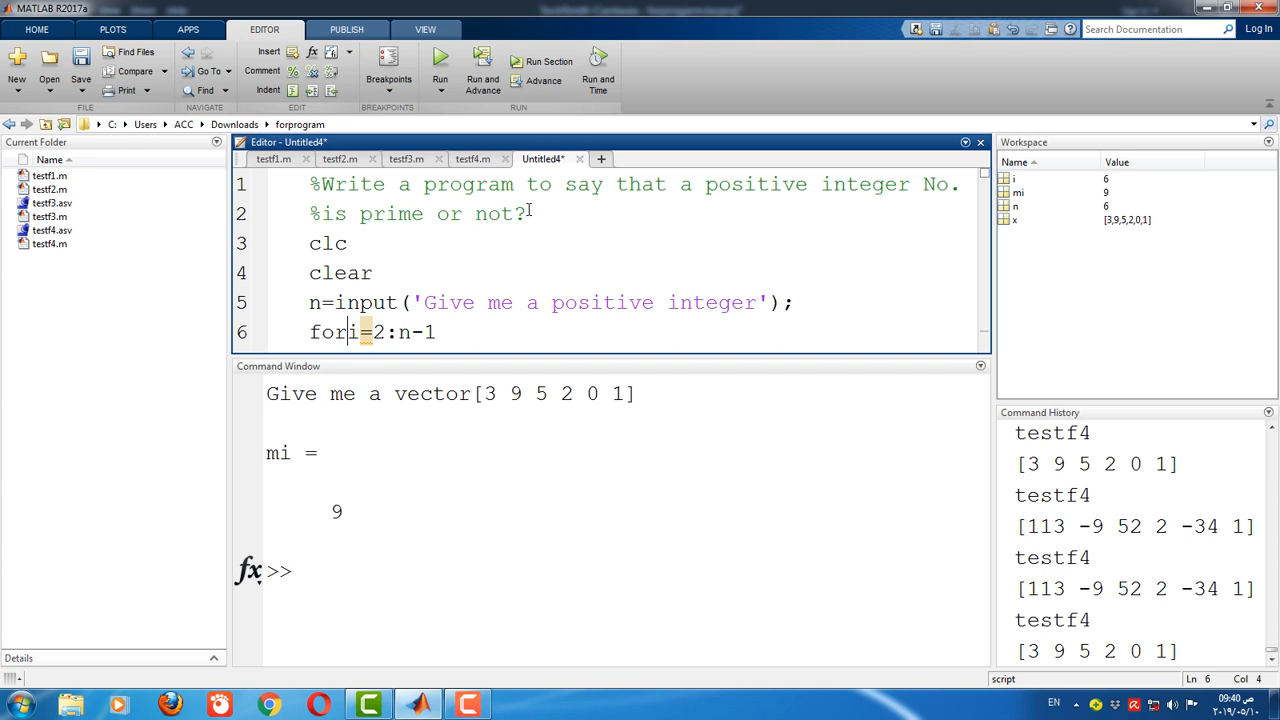 MATLAB R2017a
HOME PLOTS APPS EDITOR PUBLISH VIEW Search Documentation Log In
New Open Save Find Files Compare Print Go To Find Insert Comment Indent Breakpoints Run Run and Advance Run Section Advance Run and Time
FILE NAVIGATE EDIT BREAKPOINTS RUN
C: Users ACC Downloads forprogram
Current Folder
Name
testf1.m
testf2.m
testf3.asv
testf3.m
testf4.asv
testf4.m
Details
Editor - Untitled4*
testf1.m testf2.m testf3.m testf4.m Untitled4*
1 %Write a program to say that a positive integer No.
2 %is prime or not?
3 clc
4 clear
5 n=input('Give me a positive integer');
6 fori=2:n-1
Command Window
Give me a vector[3 9 5 2 0 1]
mi =
9
fx >>
Workspace
Name Value
i 6
mi 9
n 6
x [3,9,5,2,0,1]
Command History
testf4
[3 9 5 2 0 1]
testf4
[113 -9 52 2 -34 1]
testf4
[113 -9 52 2 -34 1]
testf4
[3 9 5 2 0 1]
script Ln 6 Col 4
EN
09:40 ص
٢٠١٩/٠٥/١٠